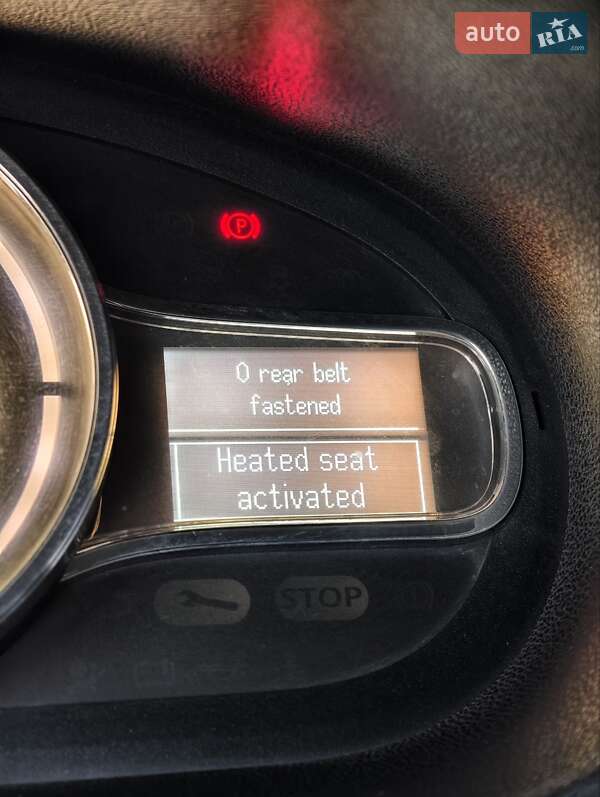 auto RIA
.com
P
0 rear belt
fastened
Heated seat
activated
STOP